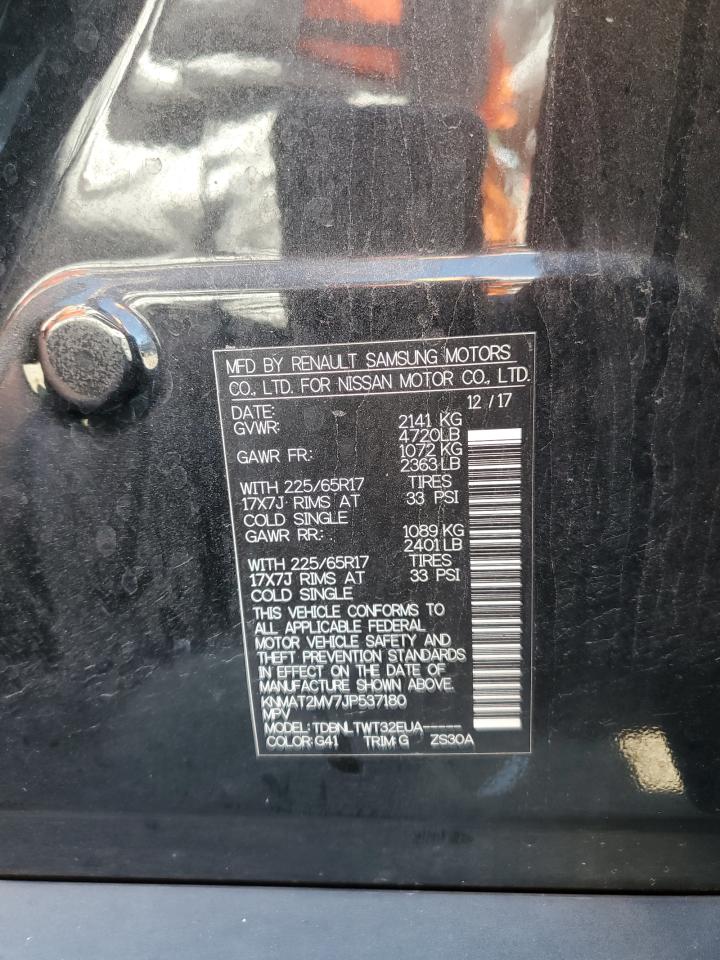 MFD BY RENAULT SAMSUNG MOTORS
CO., LTD. FOR NISSAN MOTOR CO., LTD.
DATE: 12 / 17
GVWR: 2141 KG
4720LB
GAWR FR: 1072 KG
2363 LB
WITH 225/65R17 TIRES
17X7J RIMS AT 33 PSI
COLD SINGLE
GAWR RR: 1089 KG
2401 LB
WITH 225/65R17 TIRES
17X7J RIMS AT 33 PSI
COLD SINGLE
THIS VEHICLE CONFORMS TO
ALL APPLICABLE FEDERAL
MOTOR VEHICLE SAFETY AND
THEFT PREVENTION STANDARDS
IN EFFECT ON THE DATE OF
MANUFACTURE SHOWN ABOVE.
KNMAT2MV7JP537180
MPV
MODEL: TDBNLTWT32EUA-----
COLOR: G41 TRIM: G ZS30A